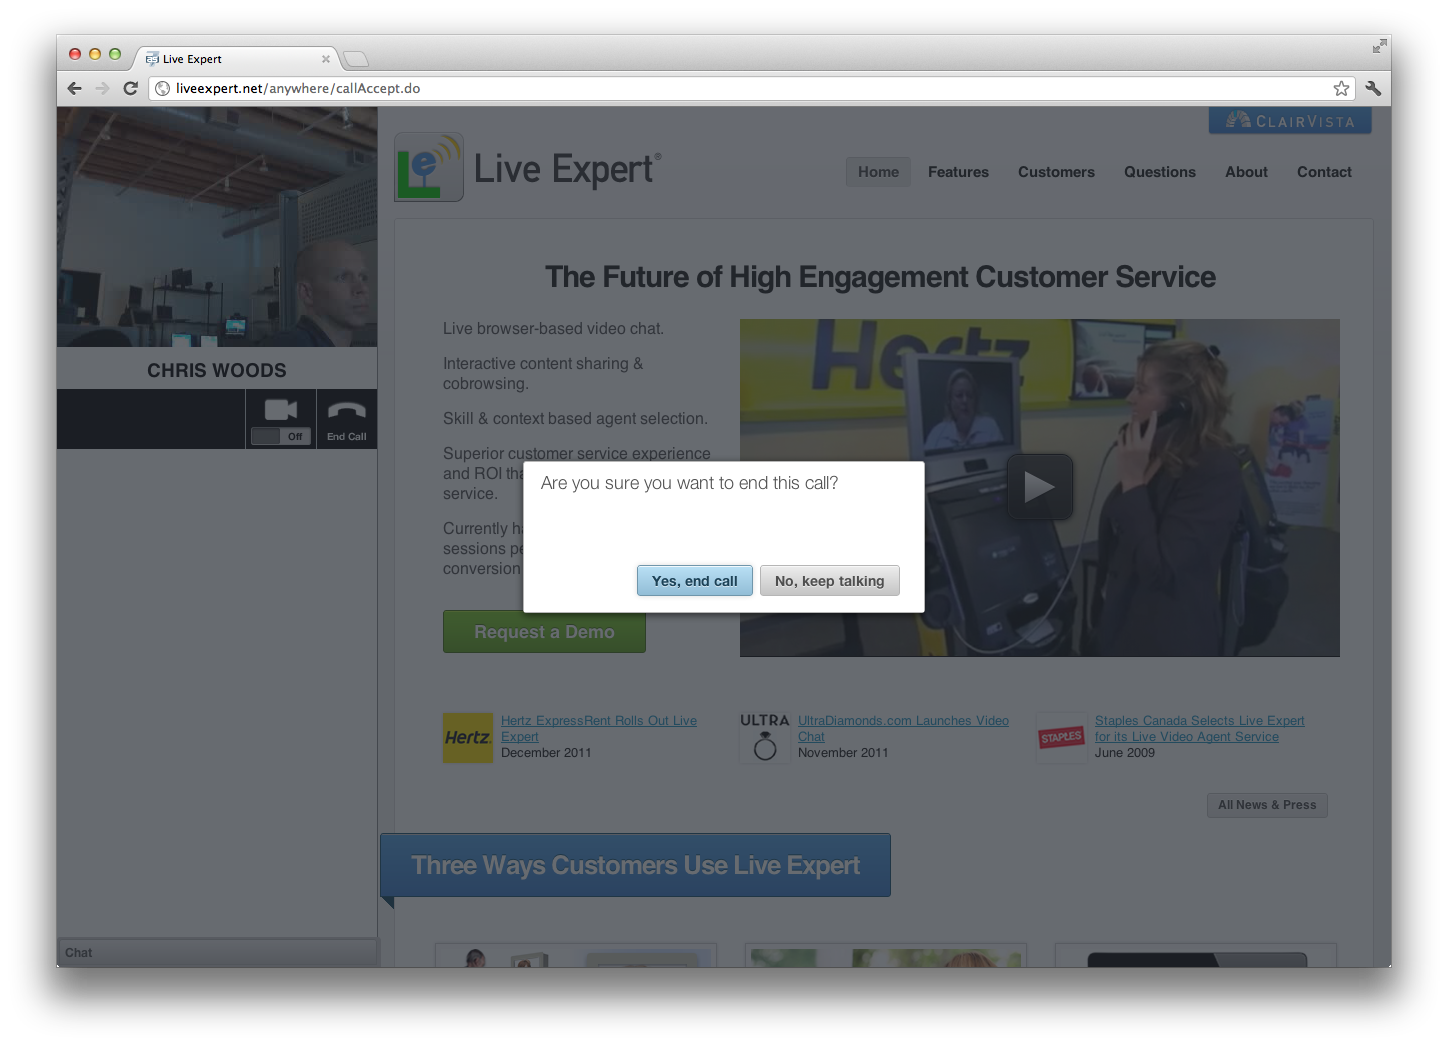 Live Expert
liveexpert.net/anywhere/callAccept.do
CLAIRVISTA
Le
Live Expert®
Home
Features
Customers
Questions
About
Contact
CHRIS WOODS
Off
End Call
The Future of High Engagement Customer Service
Live browser-based video chat.
Interactive content sharing &
cobrowsing.
Skill & context based agent selection.
Superior customer service experience
and ROI tha
service.
Currently ha
sessions pe
conversion
Hertz
Are you sure you want to end this call?
Yes, end call
No, keep talking
Request a Demo
Hertz.
Hertz ExpressRent Rolls Out Live
Expert
December 2011
ULTRA
UltraDiamonds.com Launches Video
Chat
November 2011
STAPLES
Staples Canada Selects Live Expert
for its Live Video Agent Service
June 2009
All News & Press
Three Ways Customers Use Live Expert
Chat